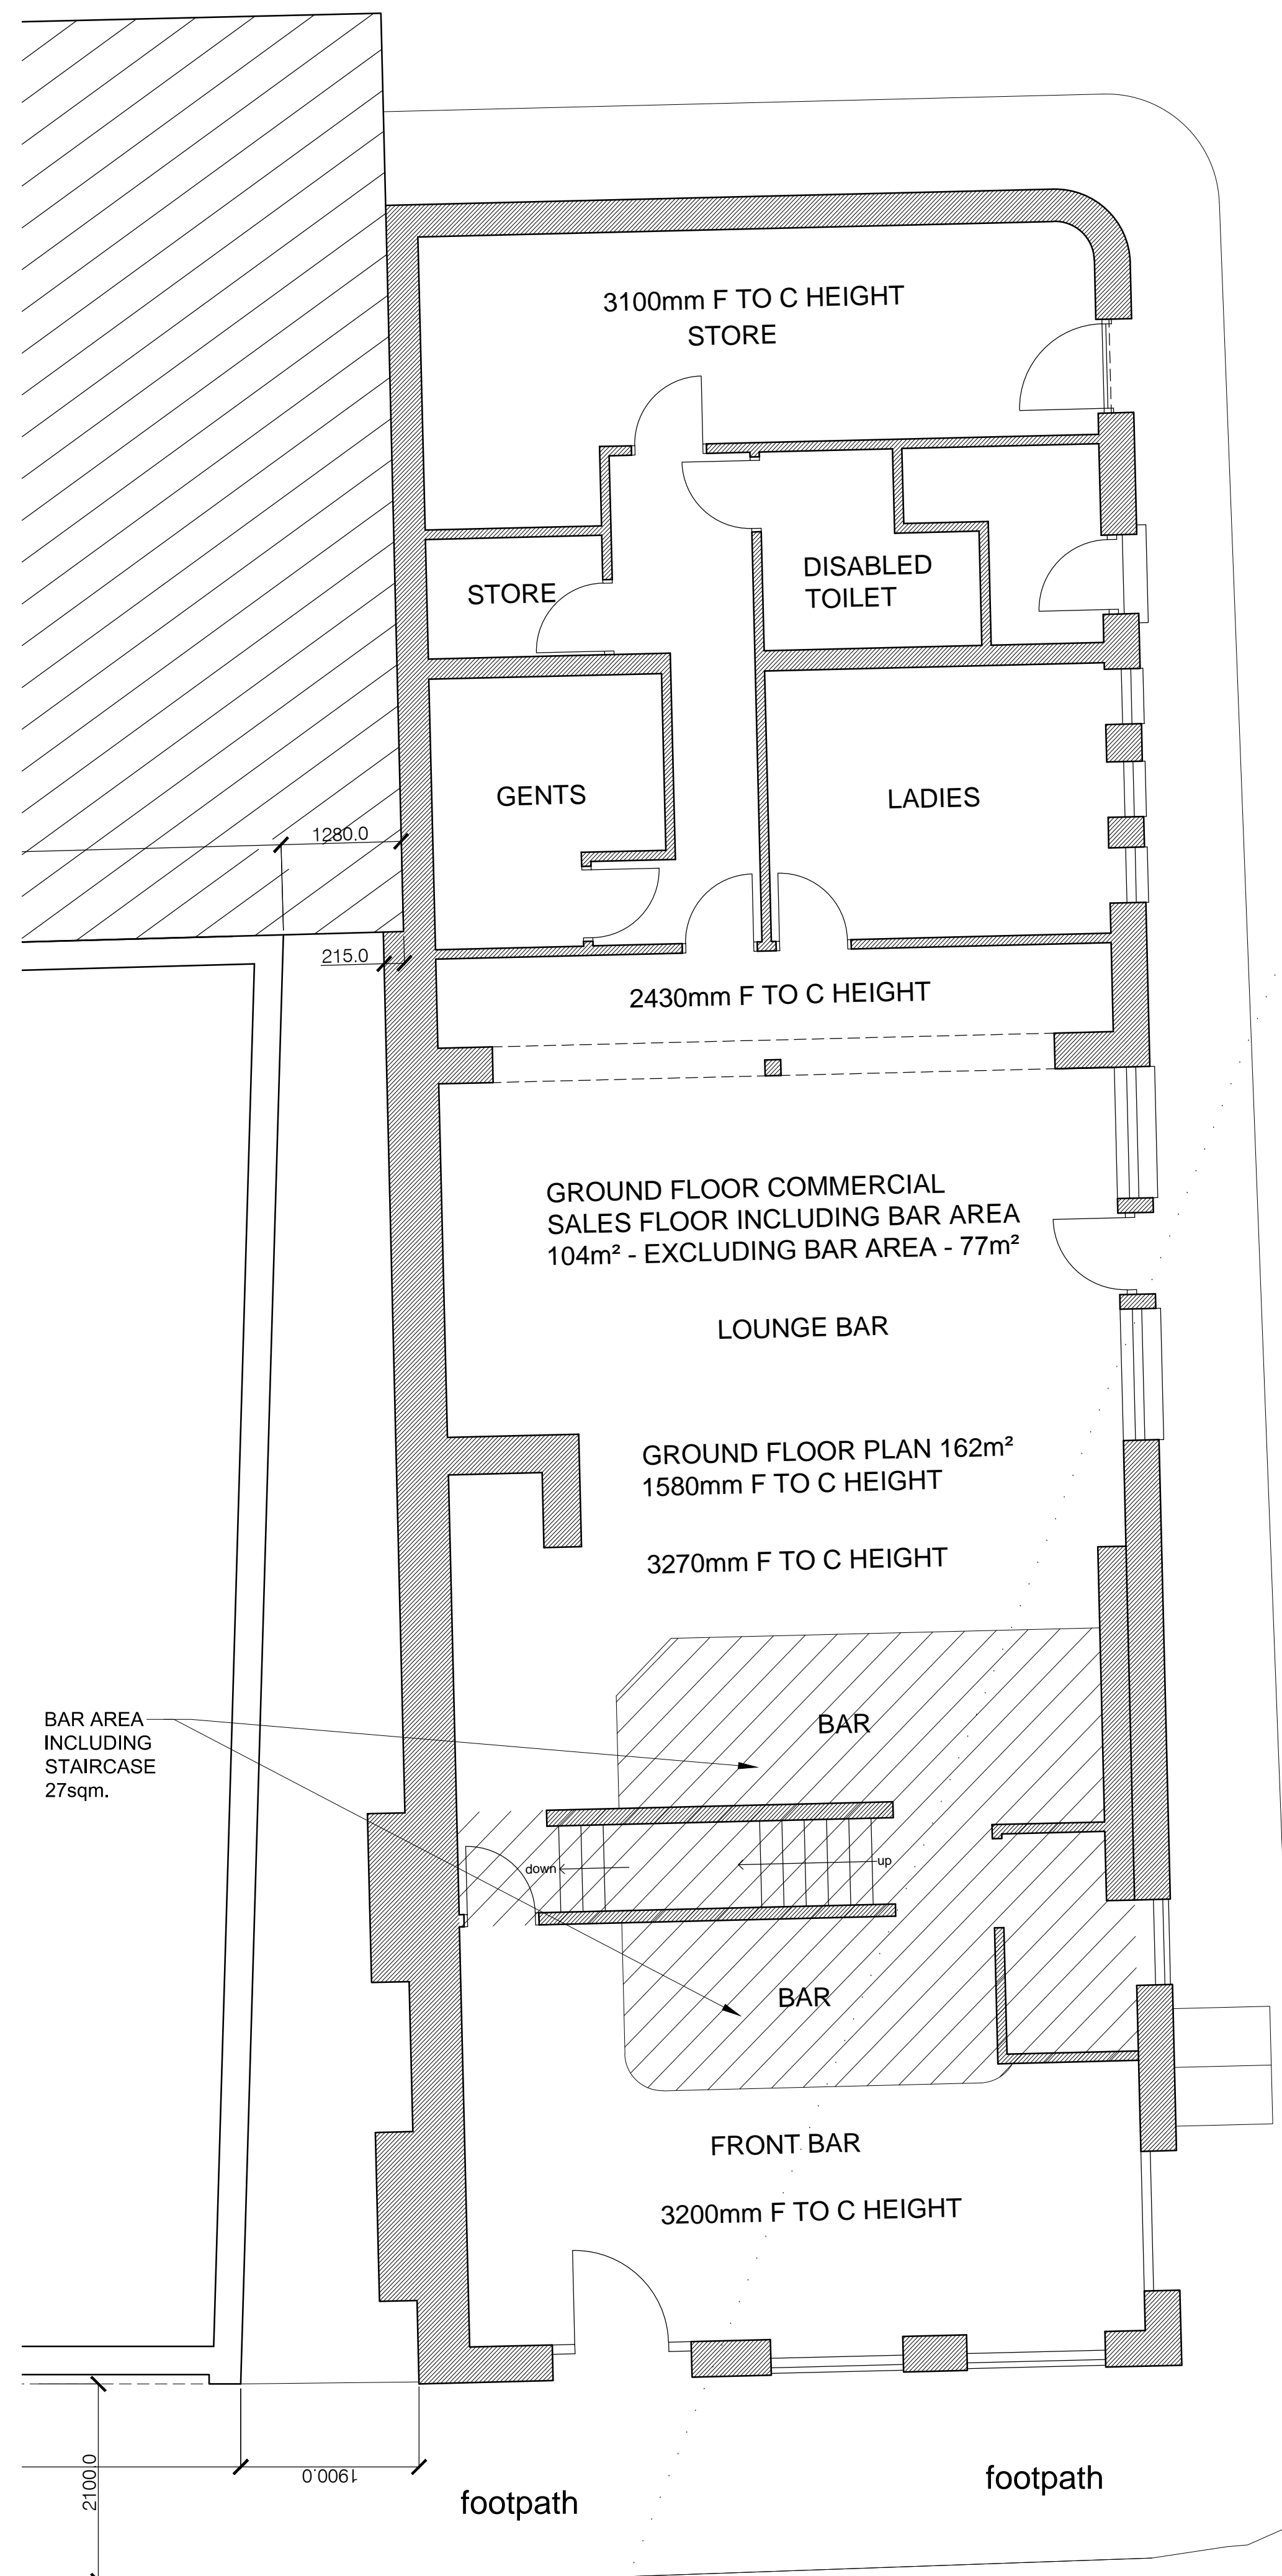 3100mm F TO C HEIGHT
STORE
DISABLED
TOILET
STORE
GENTS
LADIES
1280.0
215.0
2430mm F TO C HEIGHT
GROUND FLOOR COMMERCIAL
SALES FLOOR INCLUDING BAR AREA
104m² - EXCLUDING BAR AREA - 77m²
LOUNGE BAR
GROUND FLOOR PLAN 162m²
1580mm F TO C HEIGHT
3270mm F TO C HEIGHT
BAR AREA
INCLUDING
STAIRCASE
27sqm.
BAR
down
up
BAR
FRONT BAR
3200mm F TO C HEIGHT
2100.0
1900.0
footpath
footpath